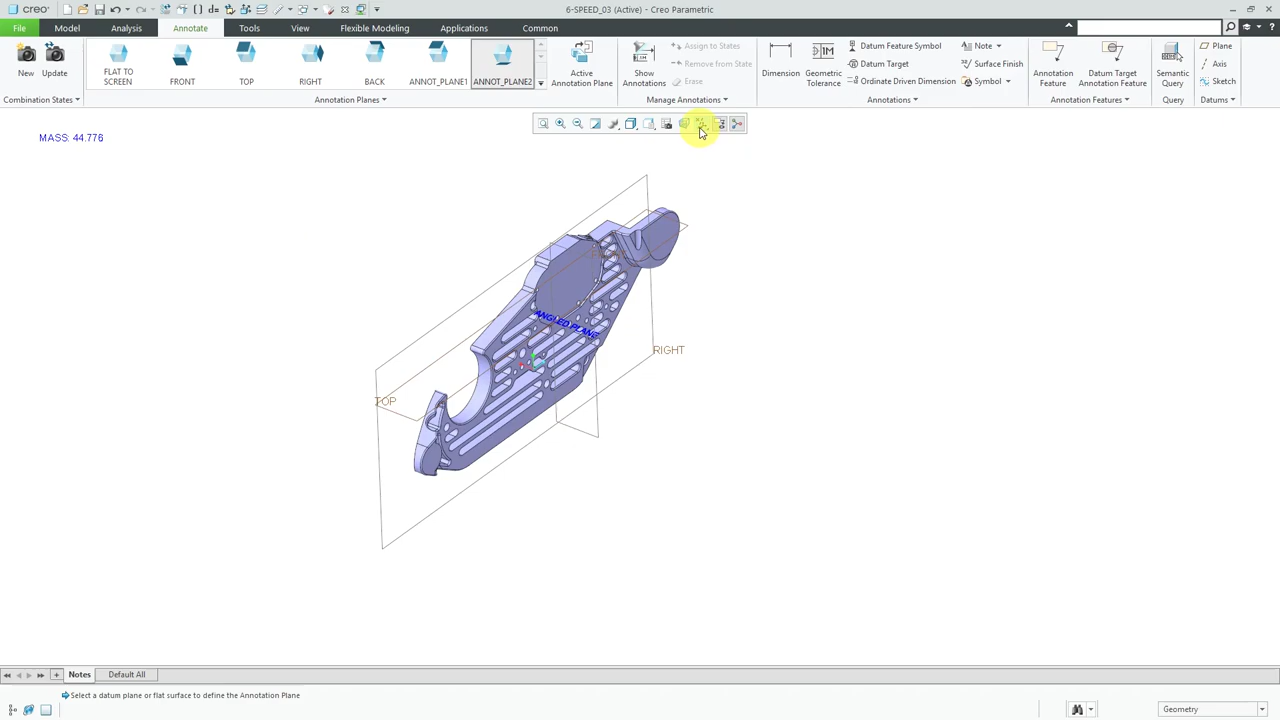 creo
6-SPEED_03 (Active) - Creo Parametric
File
Model
Analysis
Annotate
Tools
View
Flexible Modeling
Applications
Common
New
Update
FLAT TO
SCREEN
FRONT
TOP
RIGHT
BACK
ANNOT_PLANE1
ANNOT_PLANE2
Active
Annotation Plane
Show
Annotations
Assign to States
Remove from State
Erase
Dimension
Geometric
Tolerance
Datum Feature Symbol
Datum Target
Ordinate Driven Dimension
Note
Surface Finish
Symbol
Annotation
Feature
Datum Target
Annotation Feature
Semantic
Query
Plane
Axis
Sketch
Combination States
Annotation Planes
Manage Annotations
Annotations
Annotation Features
Query
Datums
MASS: 44.776
ANGLED PLANE
RIGHT
TOP
Notes
Default All
Select a datum plane or flat surface to define the Annotation Plane
Geometry